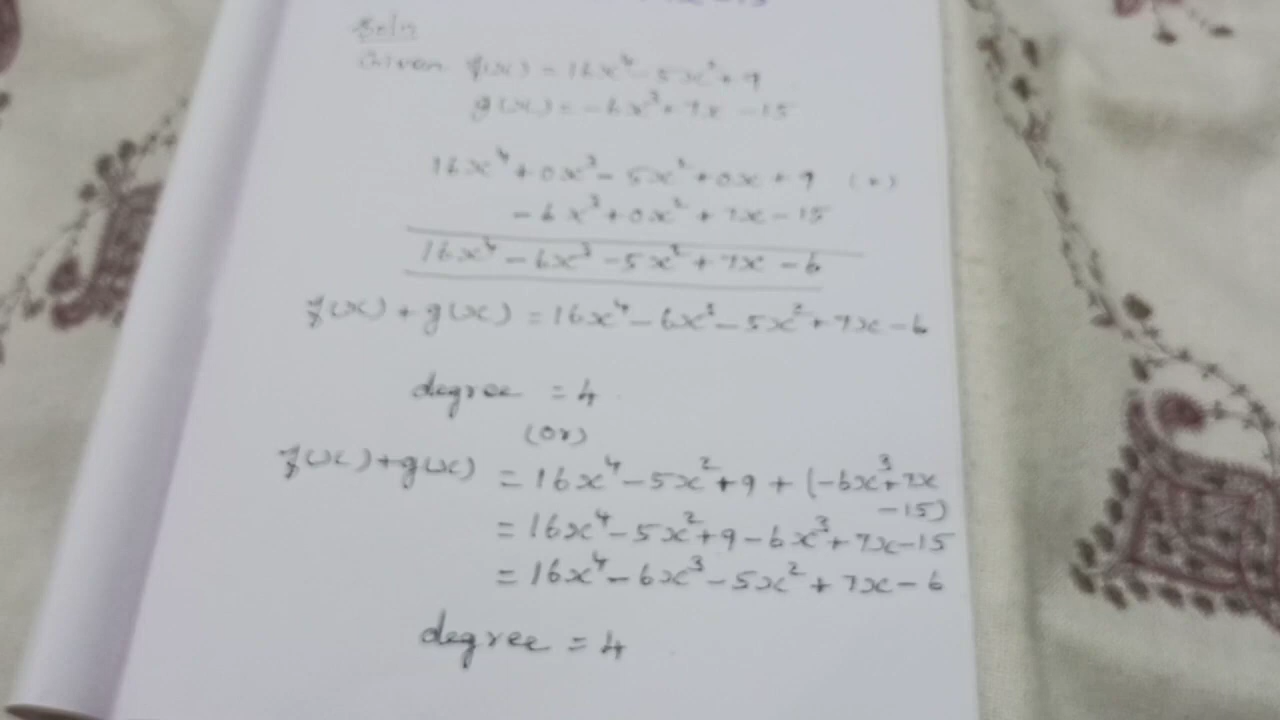 Soln
Given f(x) = 16x⁴ - 5x² + 9
g(x) = -6x³ + 7x - 15
16x⁴ + 0x³ - 5x² + 0x + 9 (+)
- 6x³ + 0x² + 7x - 15
16x⁴ - 6x³ - 5x² + 7x - 6
f(x) + g(x) = 16x⁴ - 6x³ - 5x² + 7x - 6
degree = 4
(or)
f(x) + g(x) = 16x⁴ - 5x² + 9 + (-6x³ + 7x
- 15)
= 16x⁴ - 5x² + 9 - 6x³ + 7x - 15
= 16x⁴ - 6x³ - 5x² + 7x - 6
degree = 4